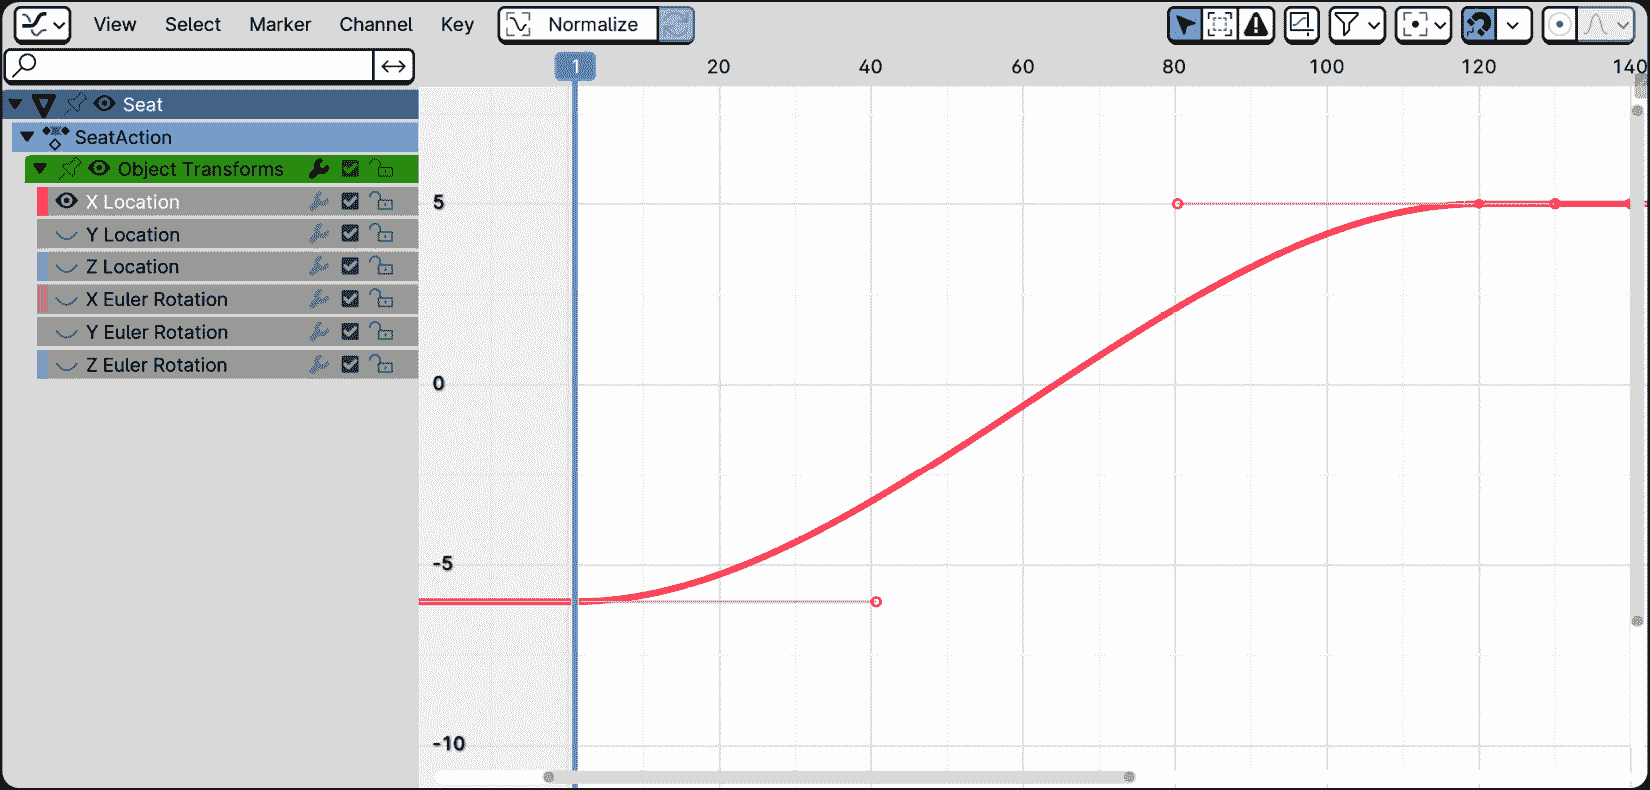 View Select Marker Channel Key Normalize
1 20 40 60 80 100 120 140
Seat
SeatAction
Object Transforms
X Location
Y Location
Z Location
X Euler Rotation
Y Euler Rotation
Z Euler Rotation
5
0
-5
-10